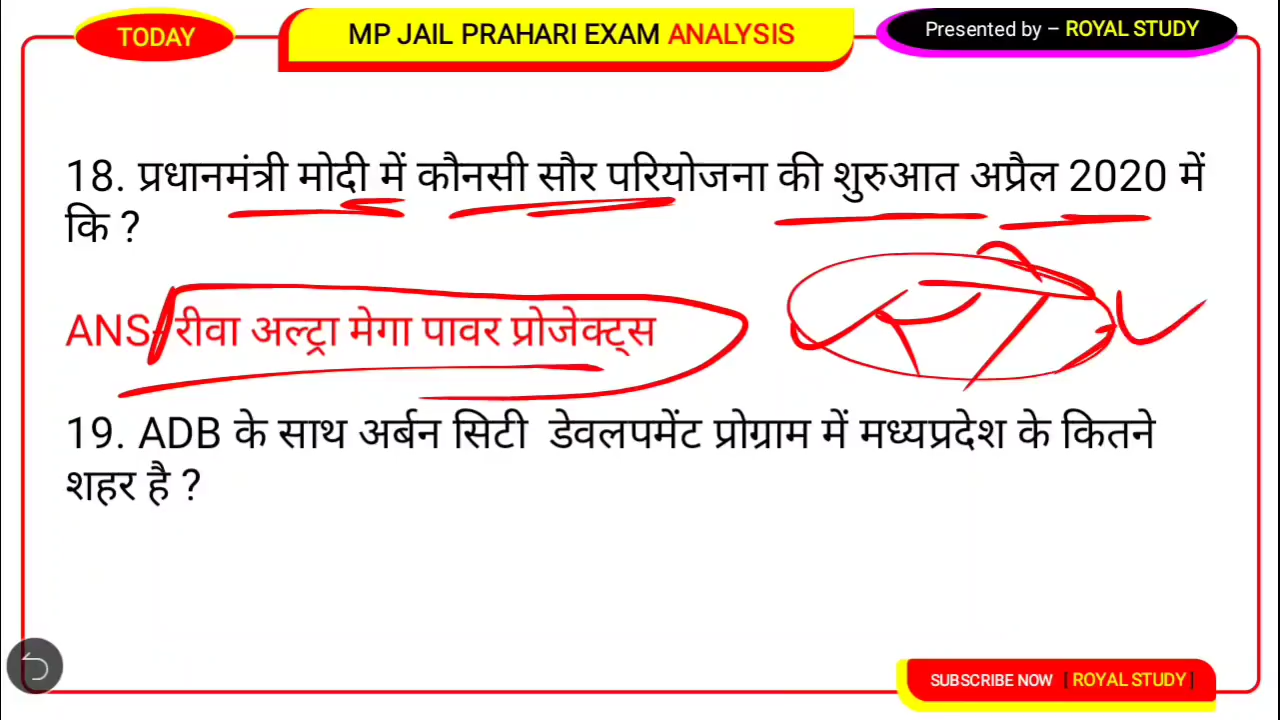 TODAY
MP JAIL PRAHARI EXAM ANALYSIS
Presented by – ROYAL STUDY
18. प्रधानमंत्री मोदी में कौनसी सौर परियोजना की शुरुआत अप्रैल 2020 में
कि ?
ANS- रीवा अल्ट्रा मेगा पावर प्रोजेक्ट्स
19. ADB के साथ अर्बन सिटी डेवलपमेंट प्रोग्राम में मध्यप्रदेश के कितने
शहर है ?
SUBSCRIBE NOW | ROYAL STUDY |